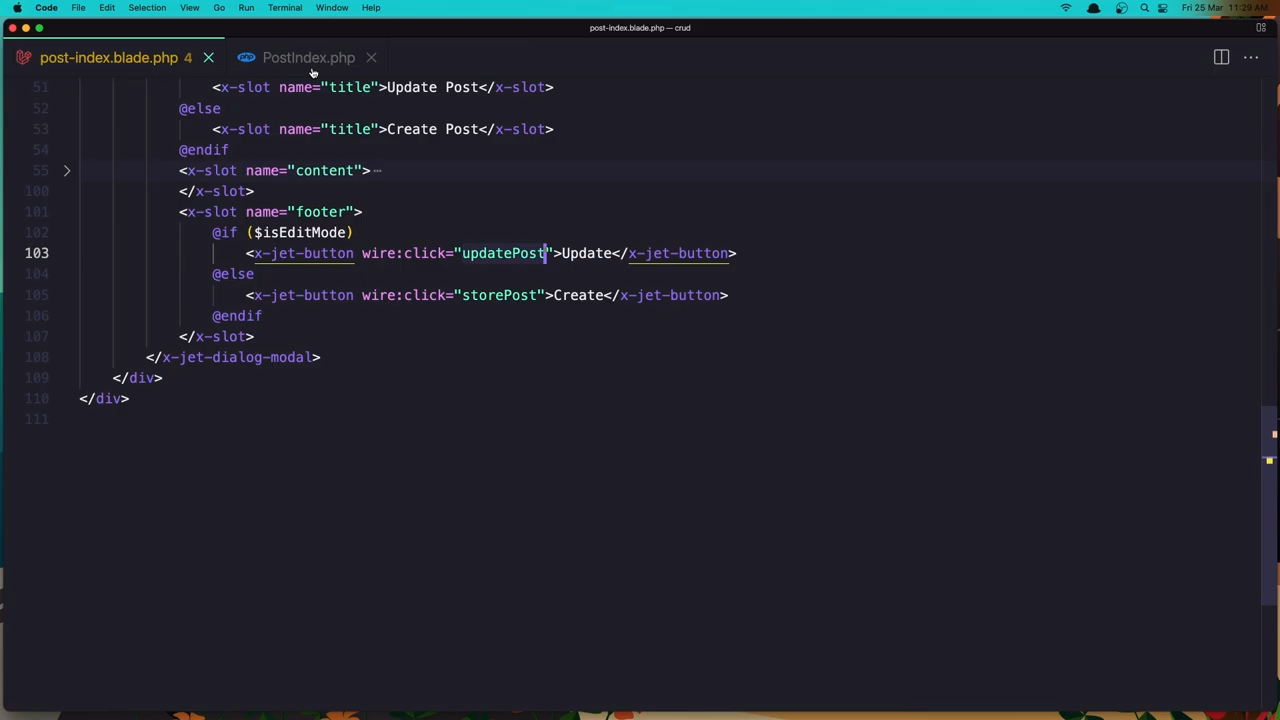 Code File Edit Selection View Go Run Terminal Window Help Fri 25 Mar 11:29 AM
post-index.blade.php — crud
post-index.blade.php 4 PostIndex.php
51 <x-slot name="title">Update Post</x-slot>
52 @else
53 <x-slot name="title">Create Post</x-slot>
54 @endif
55 <x-slot name="content">…
100 </x-slot>
101 <x-slot name="footer">
102 @if ($isEditMode)
103 <x-jet-button wire:click="updatePost">Update</x-jet-button>
104 @else
105 <x-jet-button wire:click="storePost">Create</x-jet-button>
106 @endif
107 </x-slot>
108 </x-jet-dialog-modal>
109 </div>
110 </div>
111